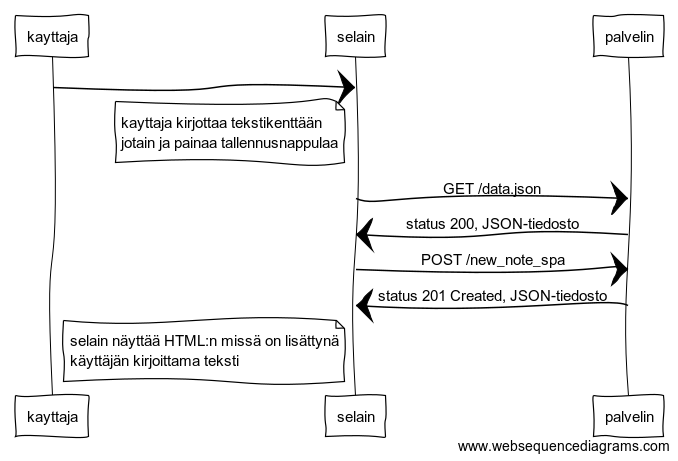 kayttaja selain palvelin
kayttaja kirjottaa tekstikenttään
jotain ja painaa tallennusnappulaa
GET /data.json
status 200, JSON-tiedosto
POST /new_note_spa
status 201 Created, JSON-tiedosto
selain näyttää HTML:n missä on lisättynä
käyttäjän kirjoittama teksti
kayttaja selain palvelin
www.websequencediagrams.com